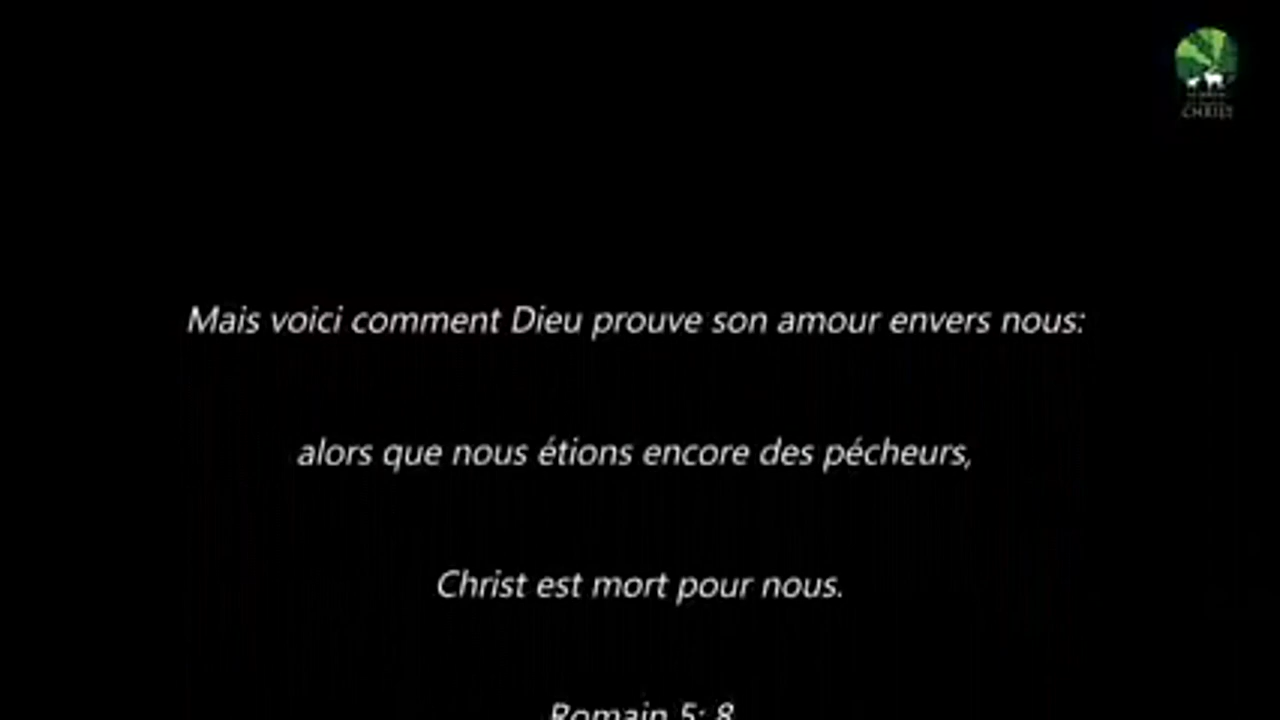 CHRIST
Mais voici comment Dieu prouve son amour envers nous:
alors que nous étions encore des pécheurs,
Christ est mort pour nous.
Romain 5: 8